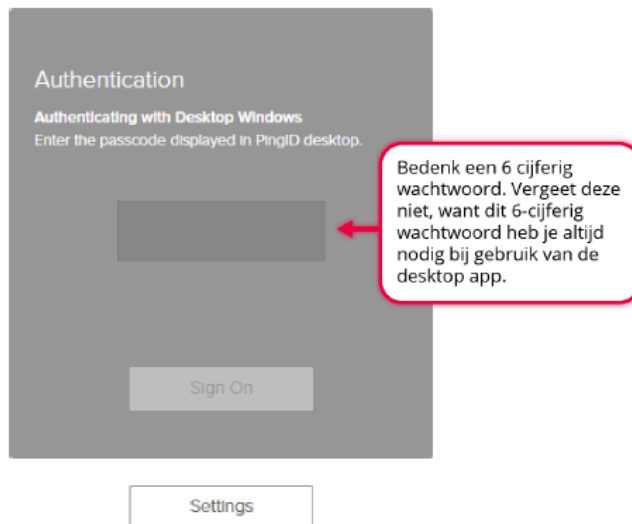 Authentication
Authenticating with Desktop Windows
Enter the passcode displayed in PingID desktop.
Bedenk een 6 cijferig
wachtwoord. Vergeet deze
niet, want dit 6-cijferig
wachtwoord heb je altijd
nodig bij gebruik van de
desktop app.
Sign On
Settings